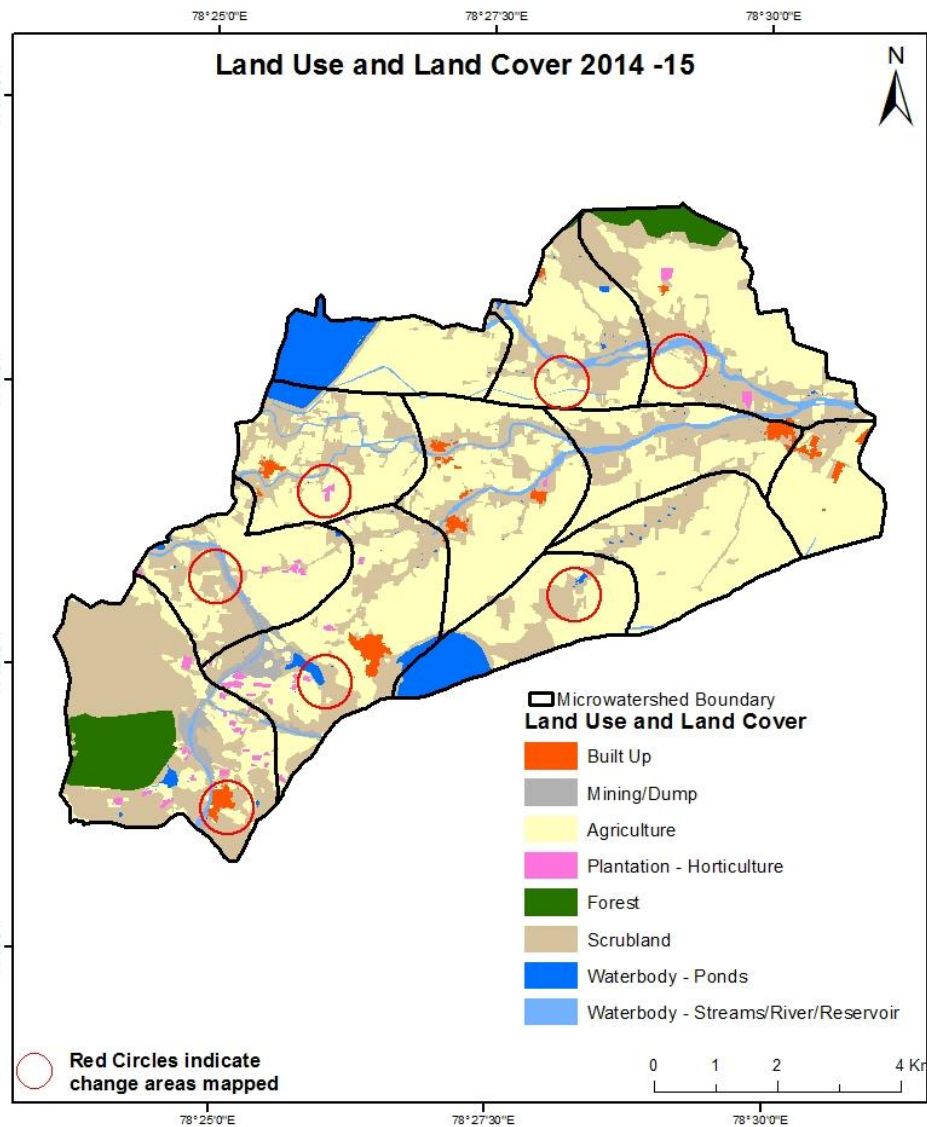 78°25'0"E 78°27'30"E 78°30'0"E
Land Use and Land Cover 2014 -15
N
Microwatershed Boundary
Land Use and Land Cover
Built Up
Mining/Dump
Agriculture
Plantation - Horticulture
Forest
Scrubland
Waterbody - Ponds
Waterbody - Streams/River/Reservoir
Red Circles indicate
change areas mapped
0 1 2 4 Km
78°25'0"E 78°27'30"E 78°30'0"E